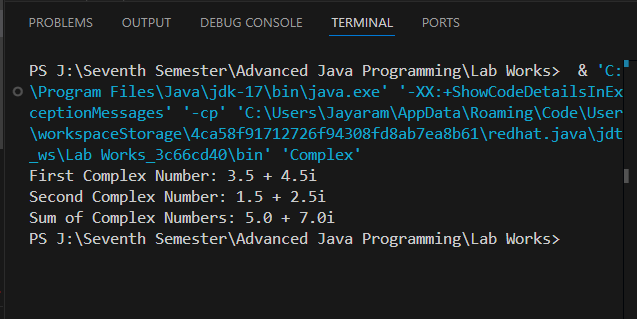 PROBLEMS OUTPUT DEBUG CONSOLE TERMINAL PORTS
PS J:\Seventh Semester\Advanced Java Programming\Lab Works>  & 'C:
\Program Files\Java\jdk-17\bin\java.exe' '-XX:+ShowCodeDetailsInEx
ceptionMessages' '-cp' 'C:\Users\Jayaram\AppData\Roaming\Code\User
\workspaceStorage\4ca58f91712726f94308fd8ab7ea8b61\redhat.java\jdt
_ws\Lab Works_3c66cd40\bin' 'Complex'
First Complex Number: 3.5 + 4.5i
Second Complex Number: 1.5 + 2.5i
Sum of Complex Numbers: 5.0 + 7.0i
PS J:\Seventh Semester\Advanced Java Programming\Lab Works>